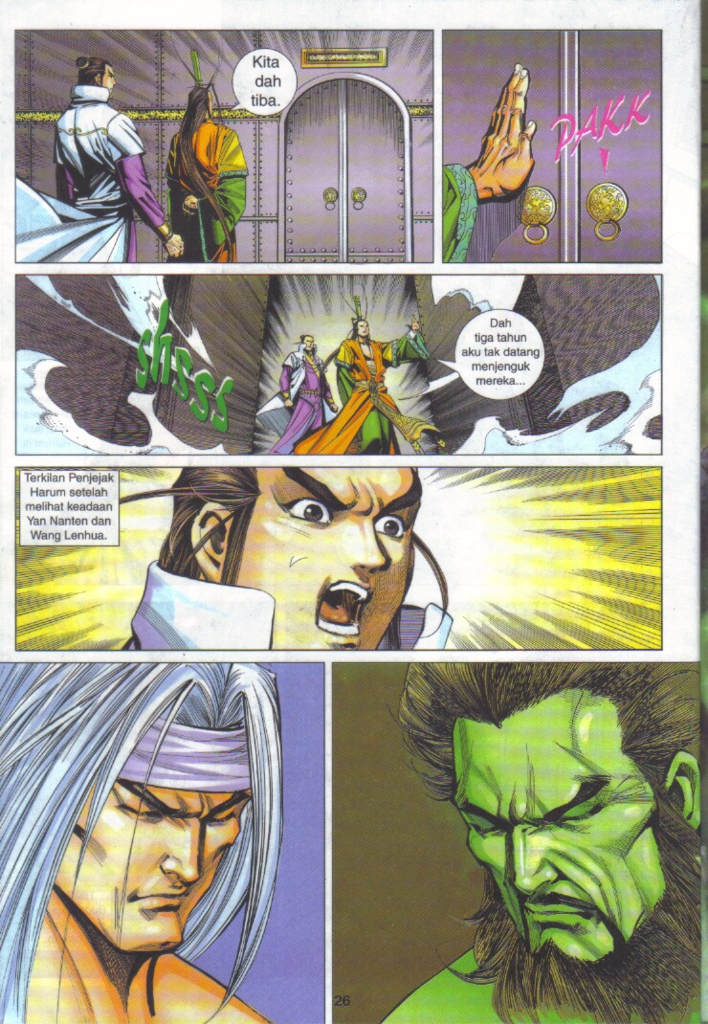 Kita
dah
tiba.
PAKK
!
shsss
Dah
tiga tahun
aku tak datang
menjenguk
mereka...
Terkilan Penjejak
Harum setelah
melihat keadaan
Yan Nanten dan
Wang Lenhua.
26